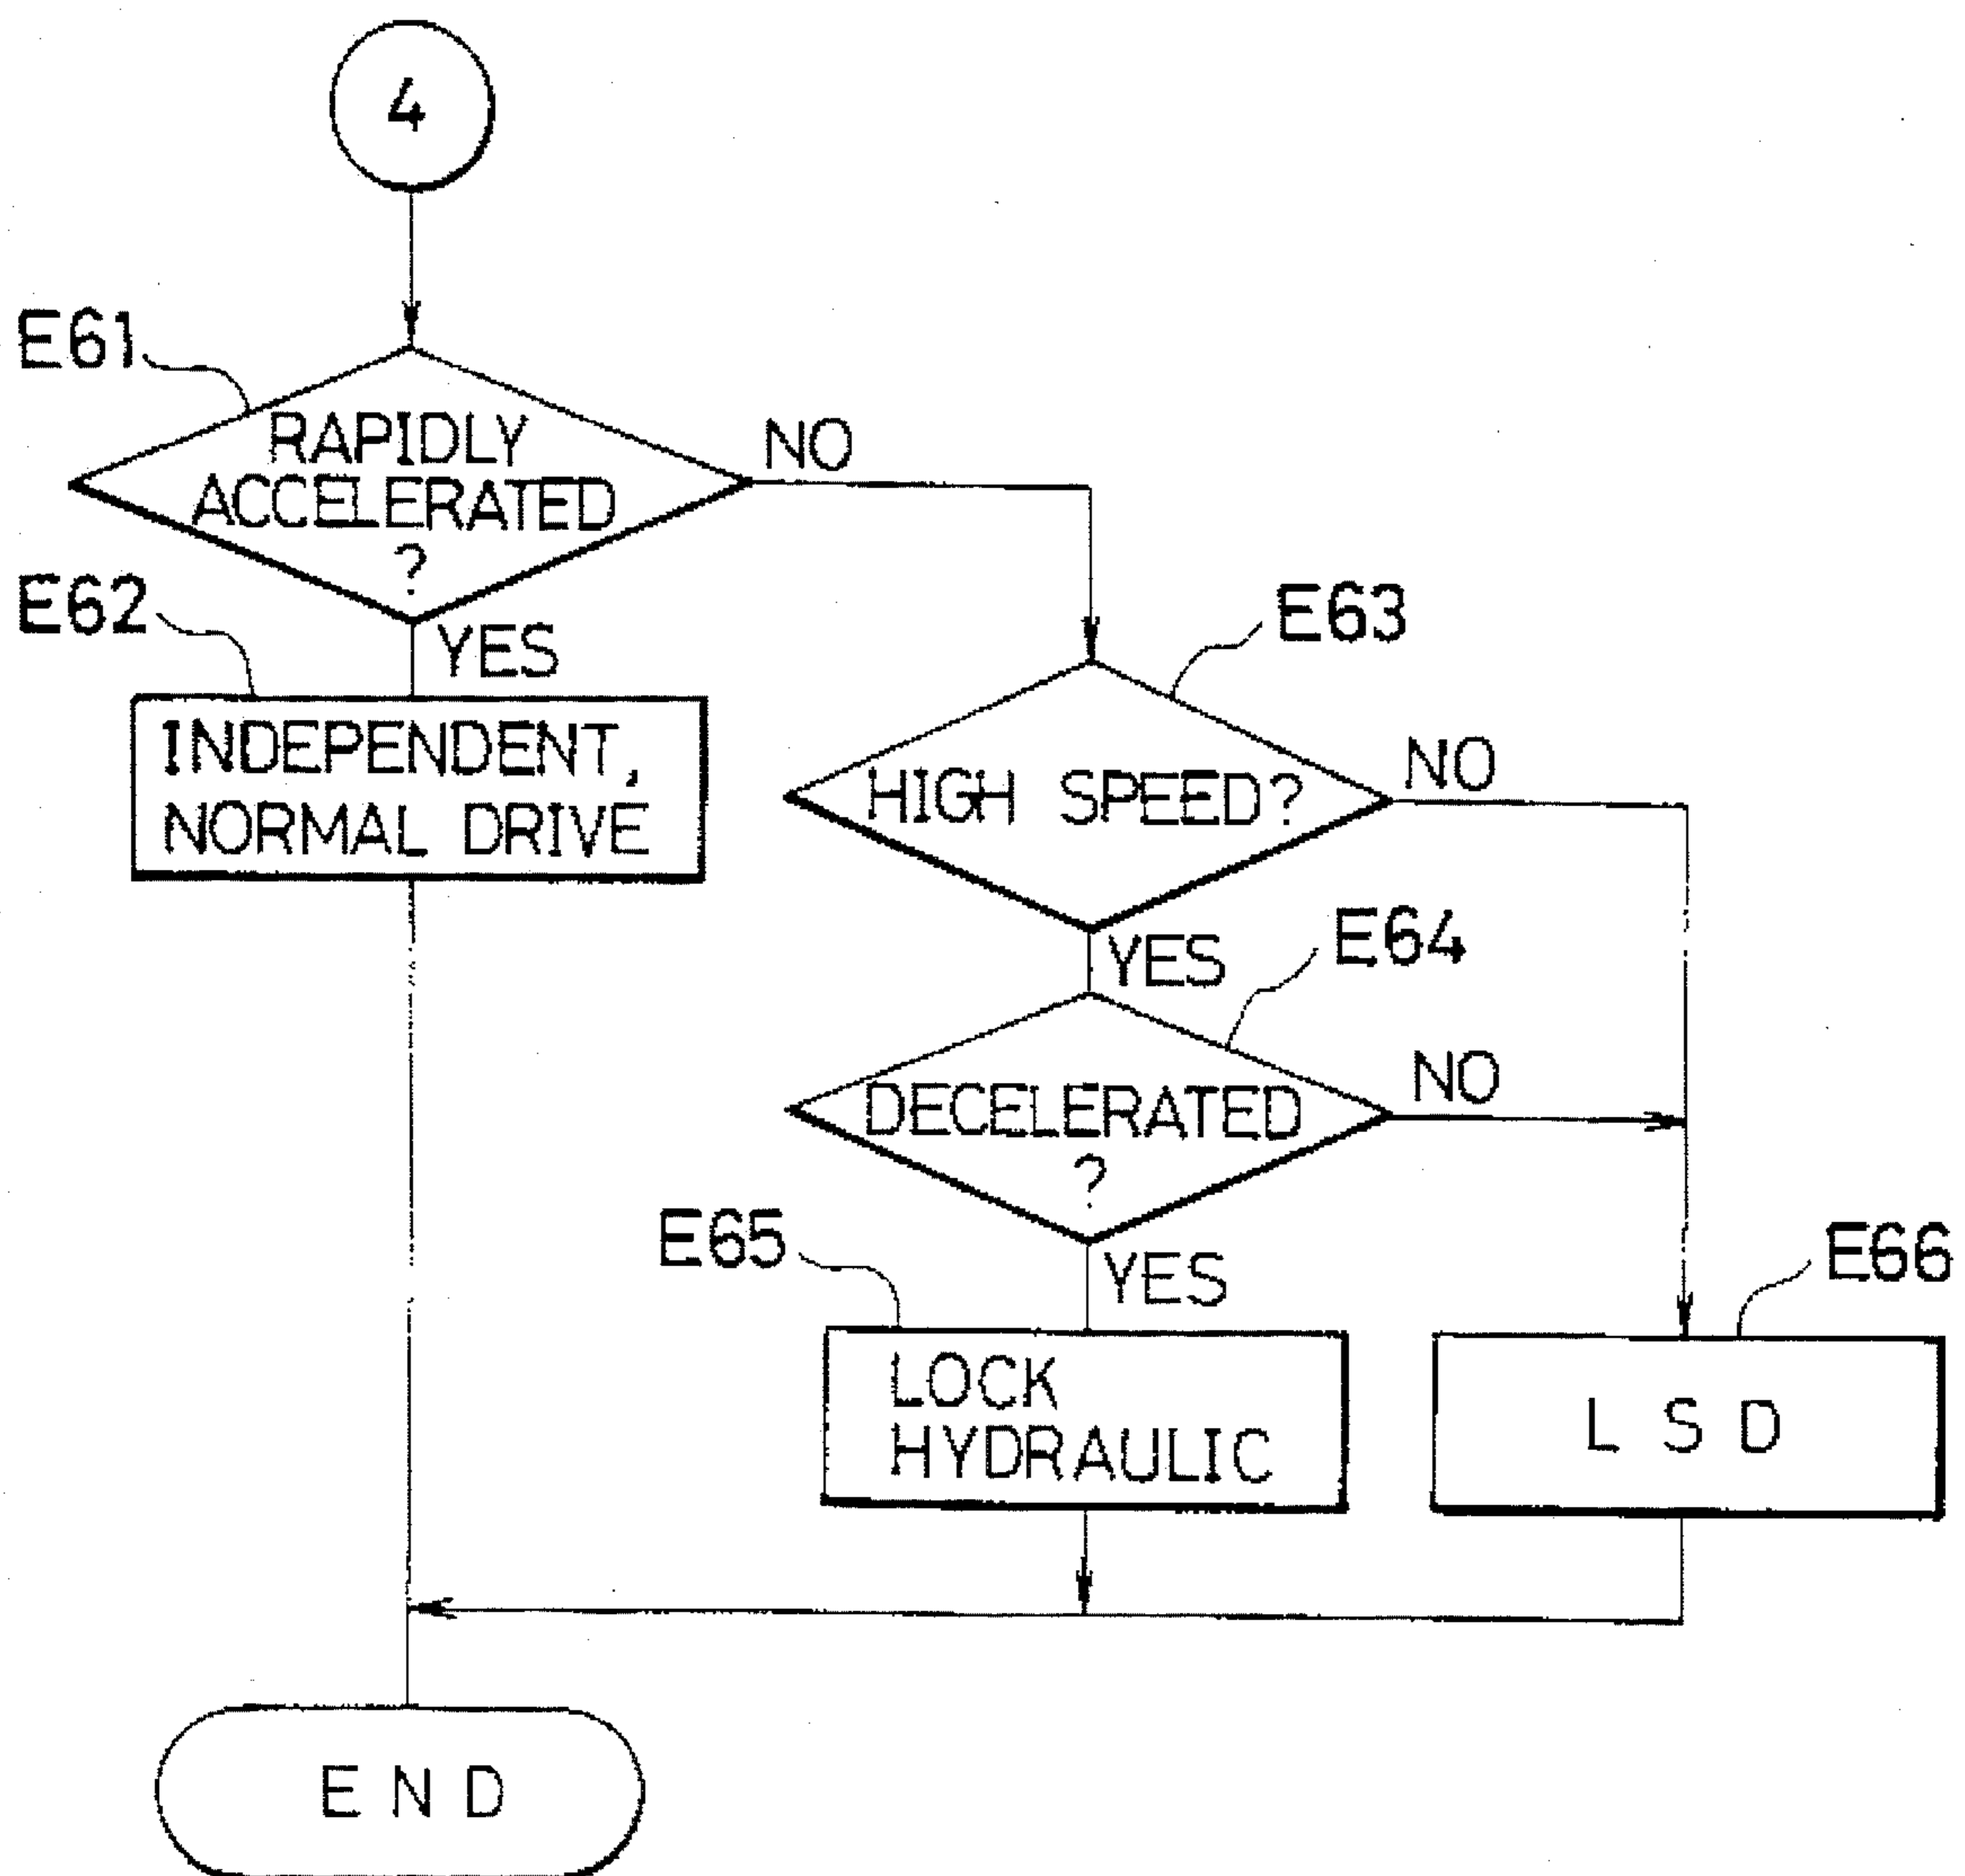 4
E61
RAPIDLY
ACCELERATED
?
NO
E62
YES
INDEPENDENT,
NORMAL DRIVE
E63
HIGH SPEED?
NO
YES
E64
DECELERATED
?
NO
E65
YES
LOCK
HYDRAULIC
E66
L S D
E N D